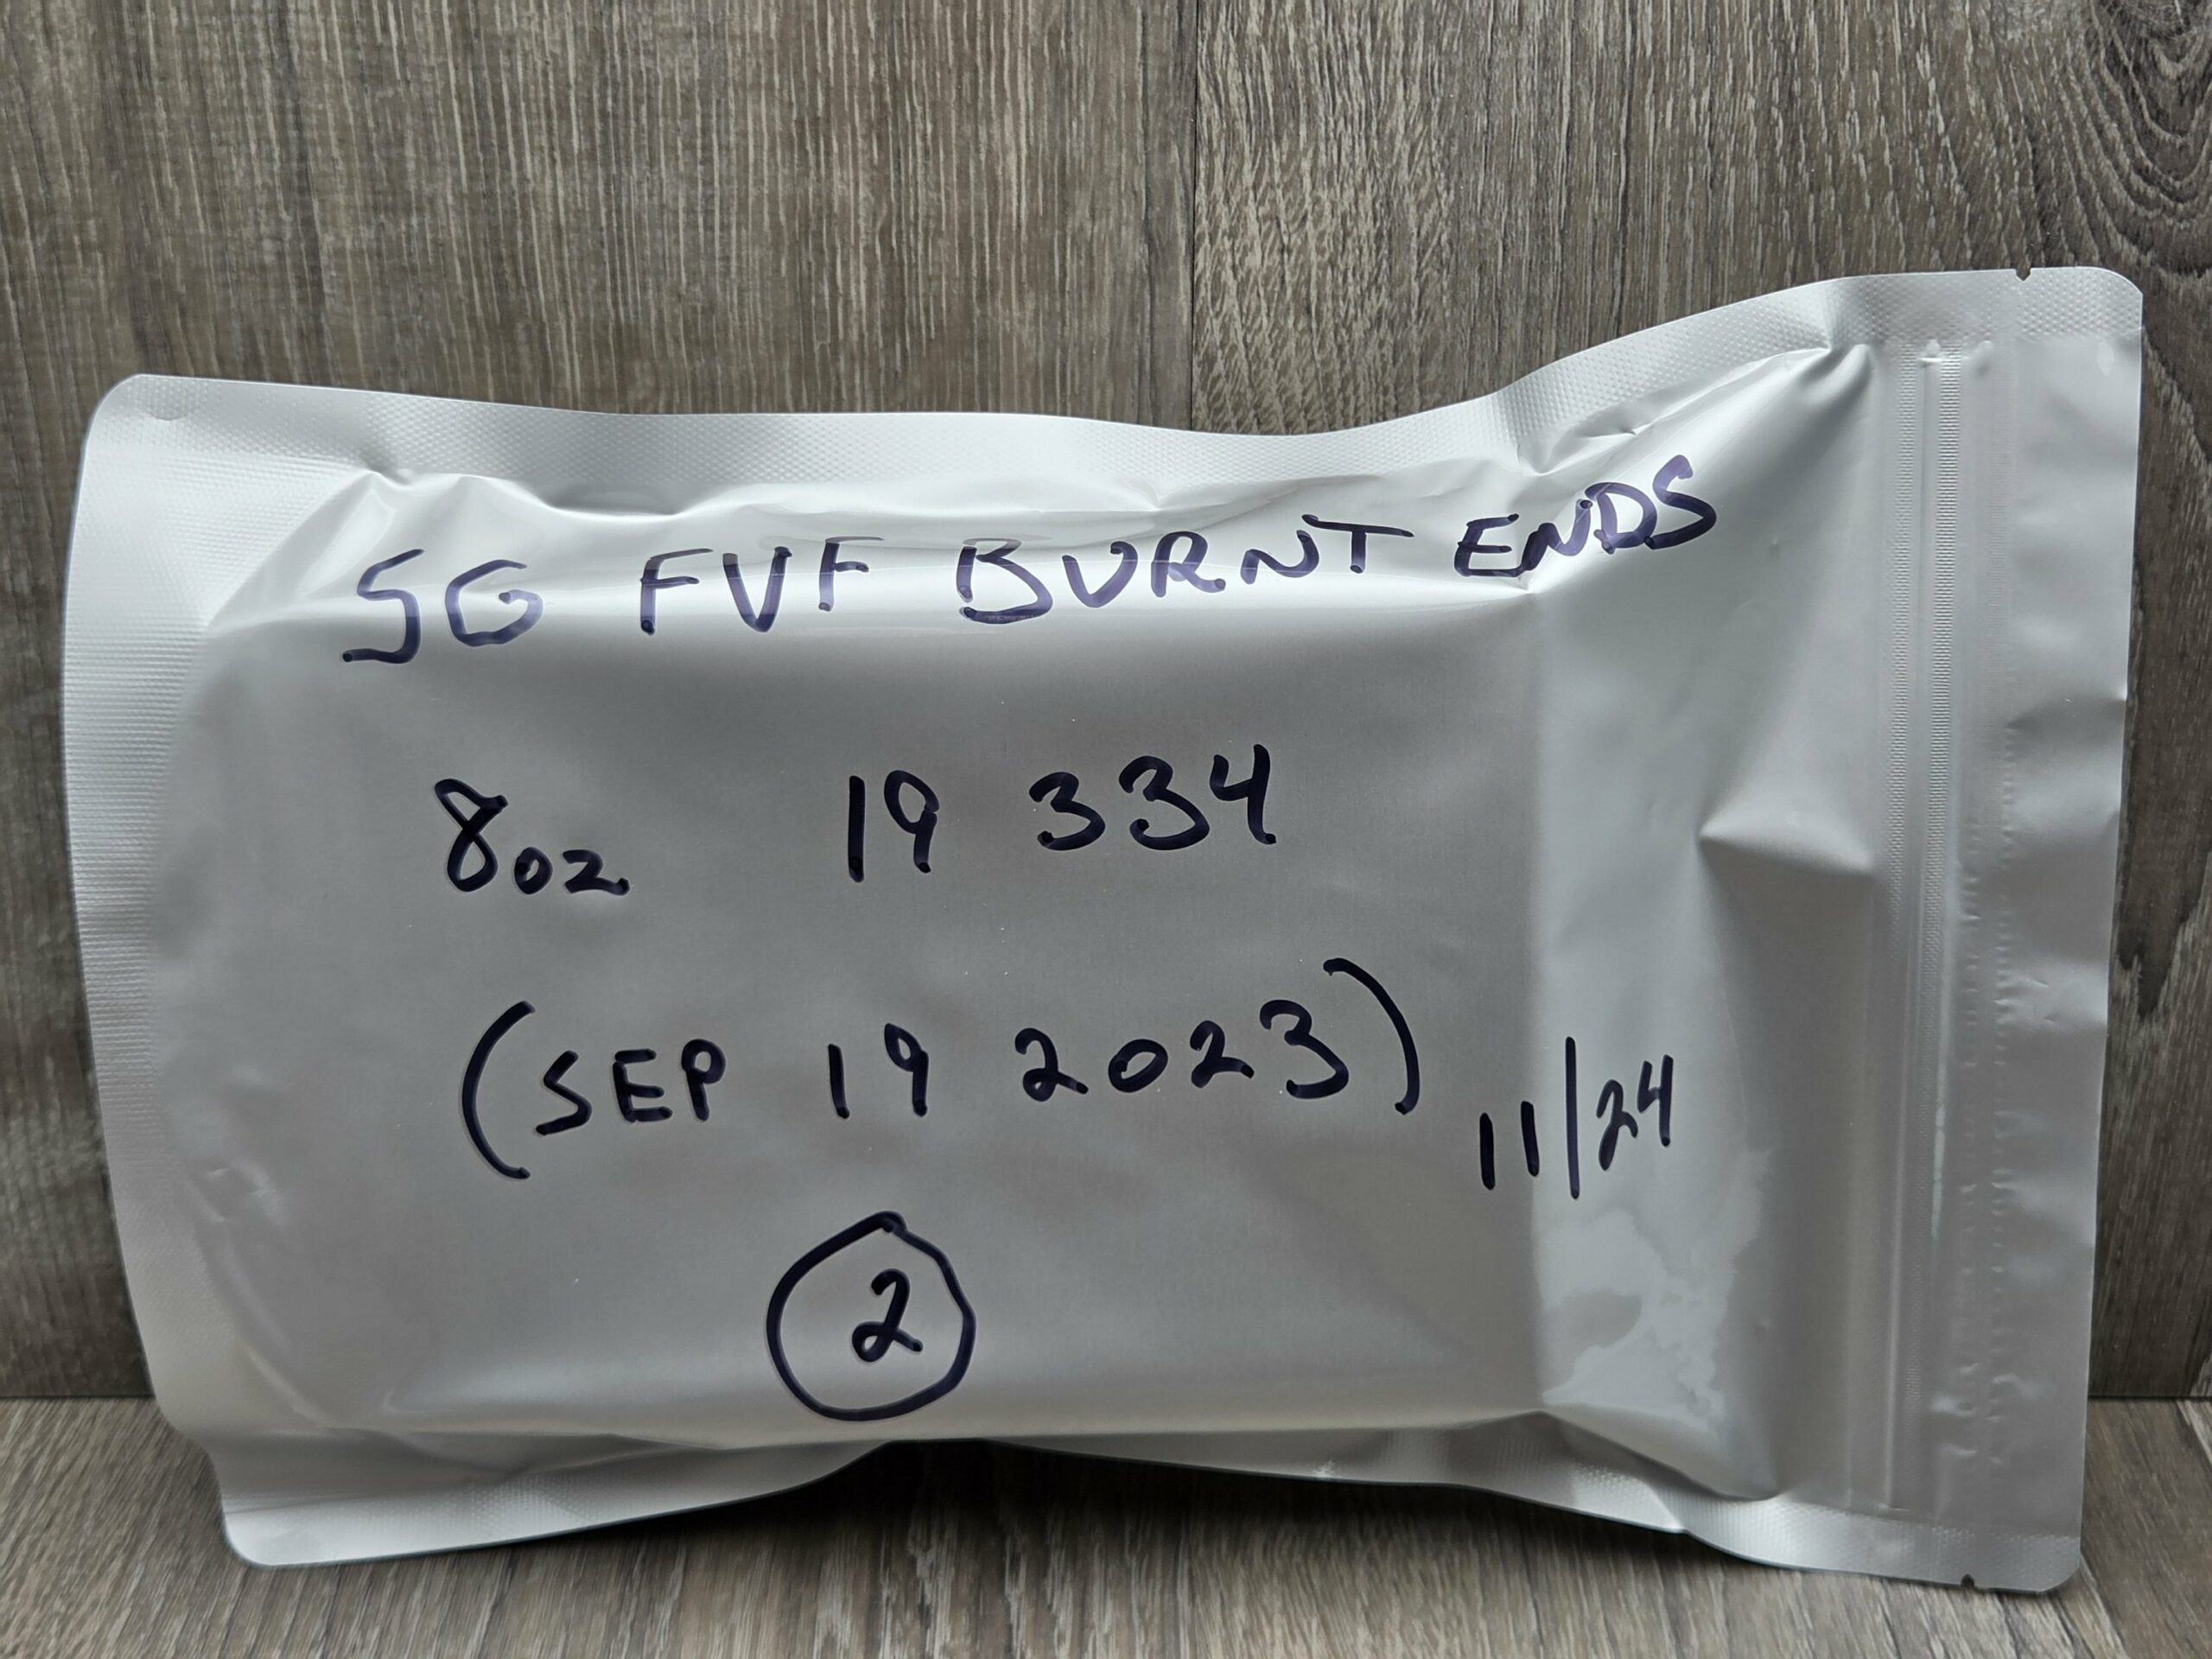 SG FVF BURNT ENDS
8oz 19 334
(SEP 19 2023) 11/24
2